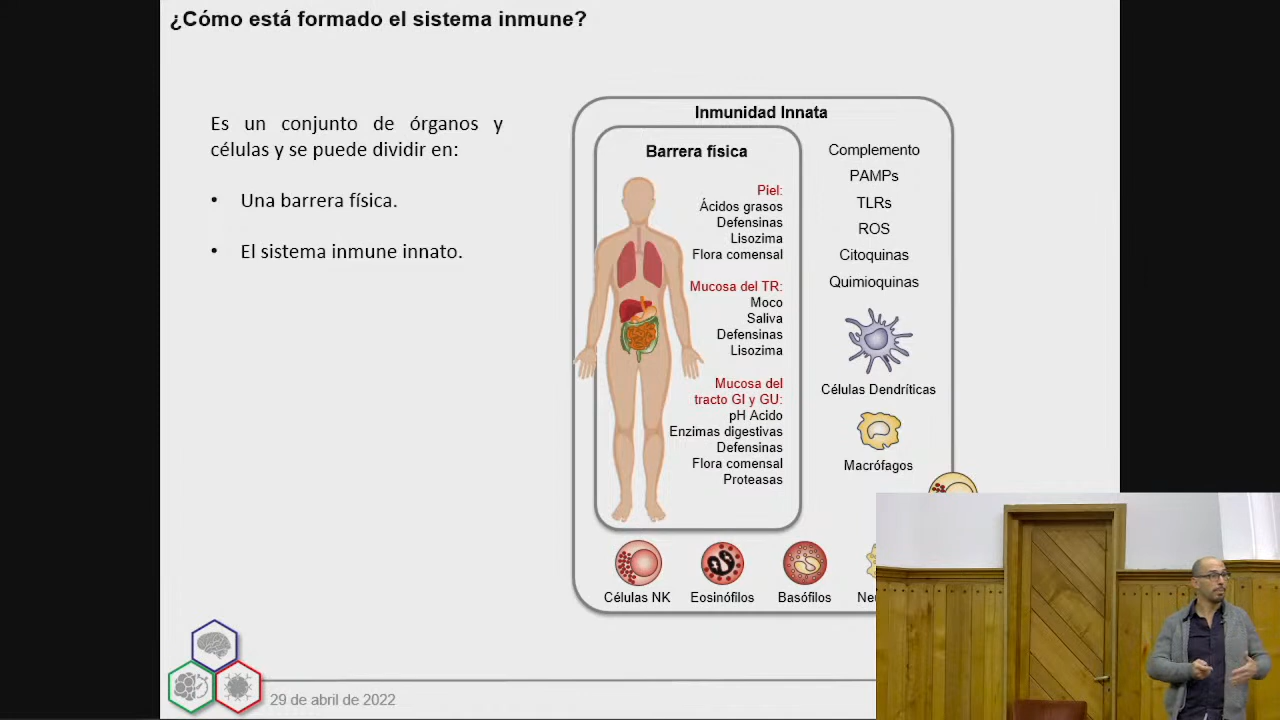 ¿Cómo está formado el sistema inmune?
Es un conjunto de órganos y
células y se puede dividir en:
• Una barrera física.
• El sistema inmune innato.
Inmunidad Innata
Barrera física
Piel:
Ácidos grasos
Defensinas
Lisozima
Flora comensal
Mucosa del TR:
Moco
Saliva
Defensinas
Lisozima
Mucosa del
tracto GI y GU:
pH Acido
Enzimas digestivas
Defensinas
Flora comensal
Proteasas
Complemento
PAMPs
TLRs
ROS
Citoquinas
Quimioquinas
Células Dendríticas
Macrófagos
Células NK
Eosinófilos
Basófilos
29 de abril de 2022